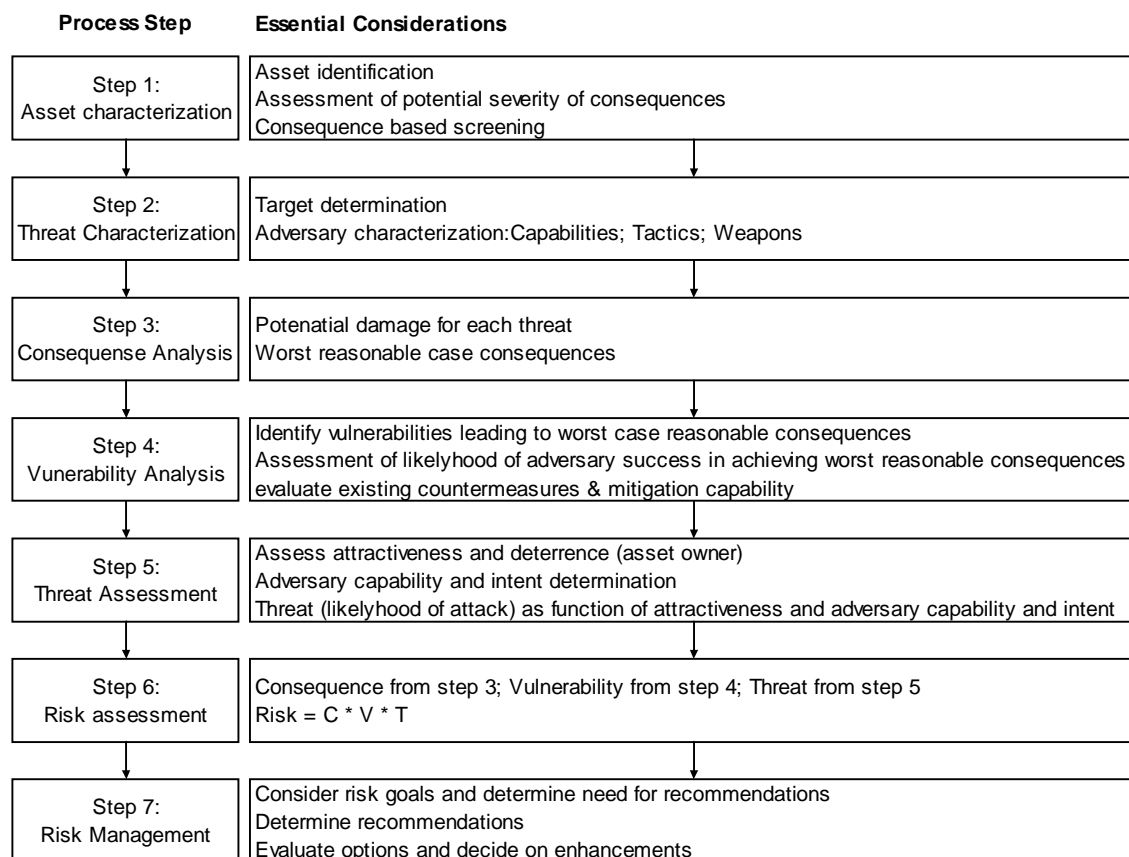 Process Step
Essential Considerations
Step 1:
Asset characterization
Asset identification
Assessment of potential severity of consequences
Consequence based screening
Step 2:
Threat Characterization
Target determination
Adversary characterization:Capabilities; Tactics; Weapons
Step 3:
Consequense Analysis
Potenatial damage for each threat
Worst reasonable case consequences
Step 4:
Vunerability Analysis
Identify vulnerabilities leading to worst case reasonable consequences
Assessment of likelyhood of adversary success in achieving worst reasonable consequences
evaluate existing countermeasures & mitigation capability
Step 5:
Threat Assessment
Assess attractiveness and deterrence (asset owner)
Adversary capability and intent determination
Threat (likelyhood of attack) as function of attractiveness and adversary capability and intent
Step 6:
Risk assessment
Consequence from step 3; Vulnerability from step 4; Threat from step 5
Risk = C * V * T
Step 7:
Risk Management
Consider risk goals and determine need for recommendations
Determine recommendations
Evaluate options and decide on enhancements